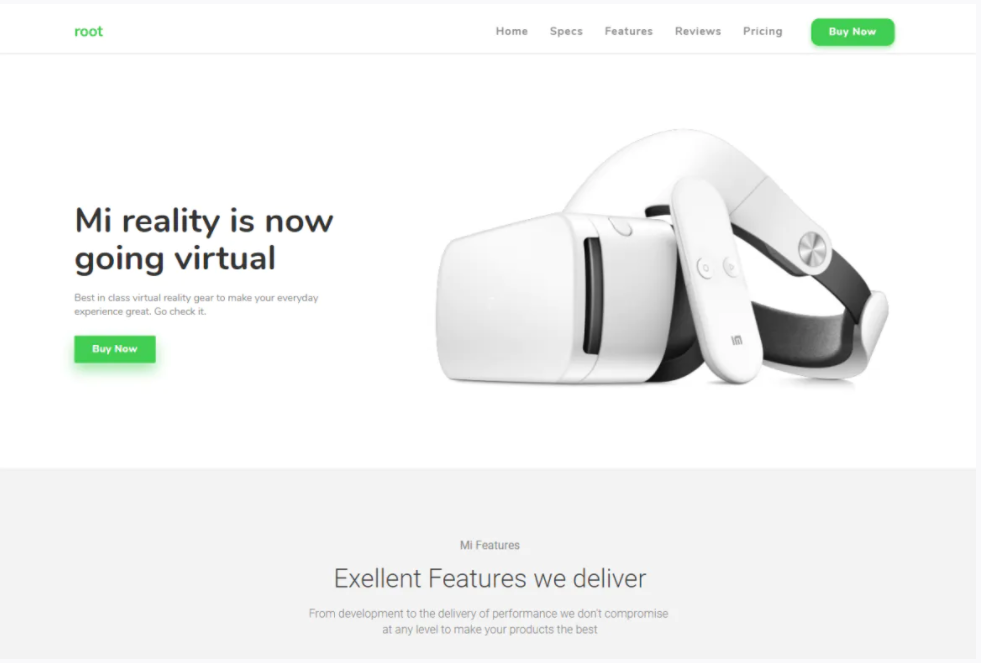 root
Home Specs Features Reviews Pricing Buy Now
Mi reality is now
going virtual
Best in class virtual reality gear to make your everyday
experience great. Go check it.
Buy Now
Mi Features
Exellent Features we deliver
From development to the delivery of performance we don't compromise
at any level to make your products the best